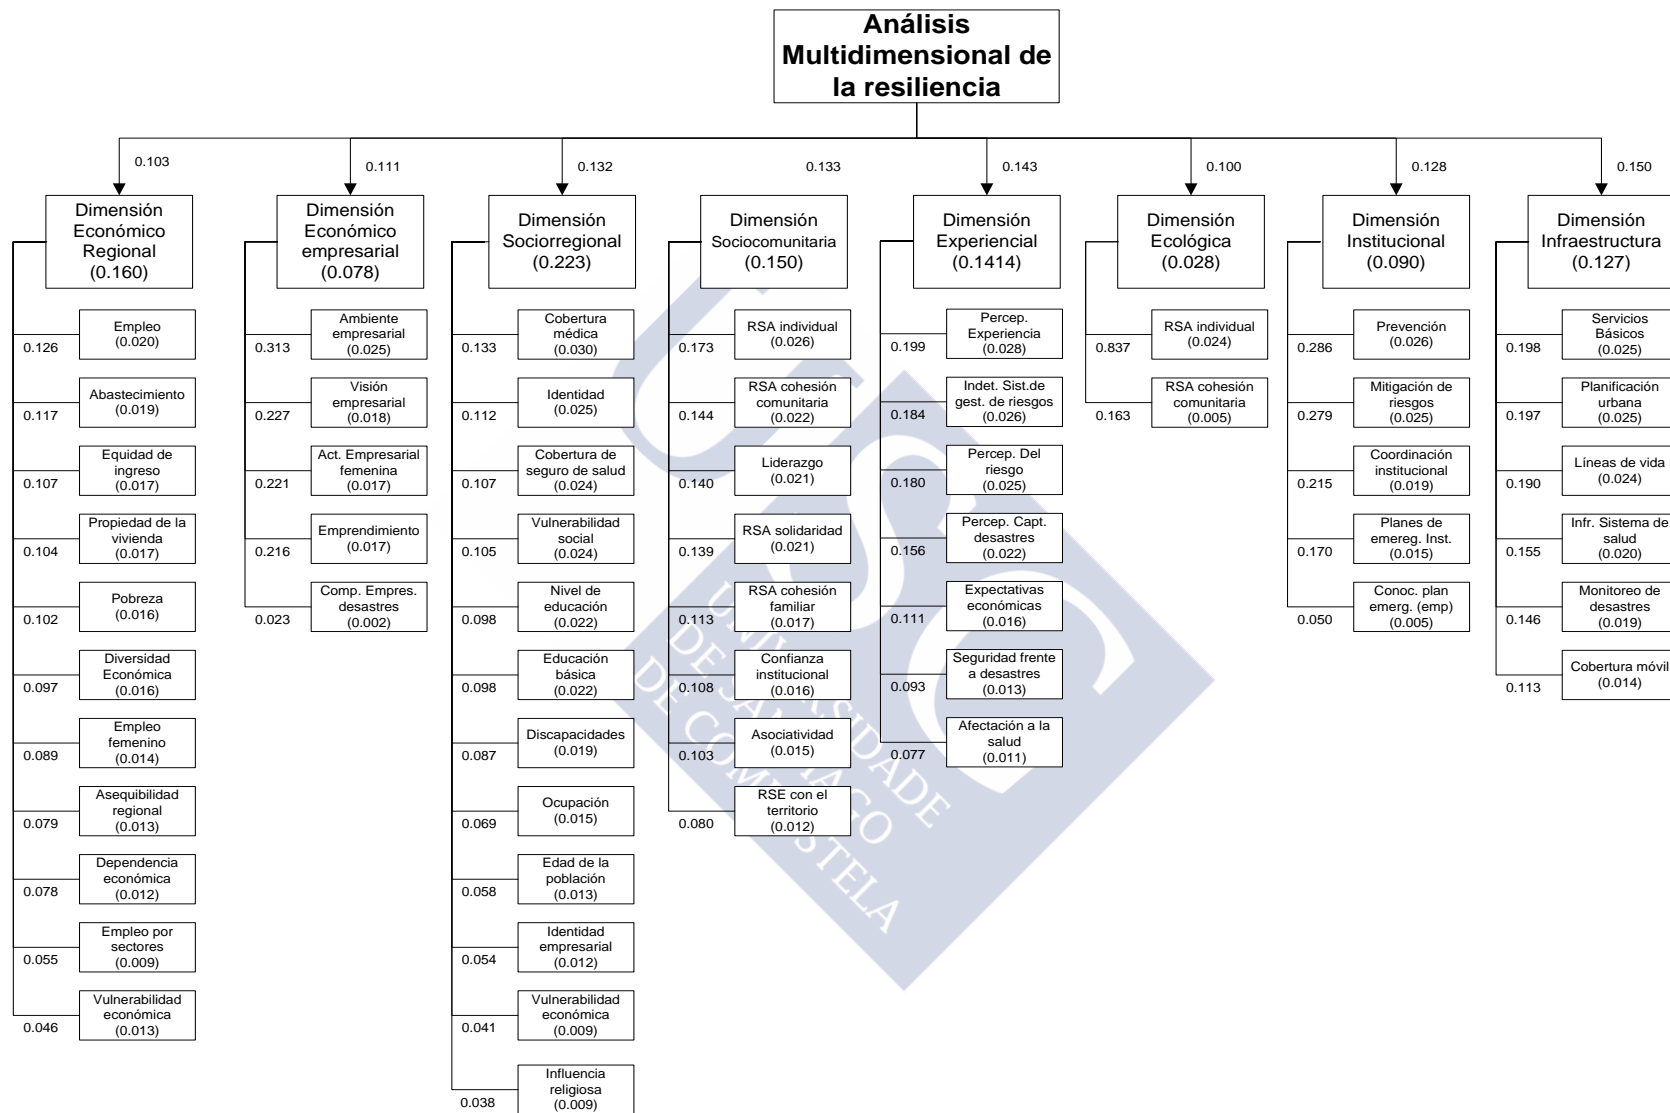 Análisis
Multidimensional de
la resiliencia
0.103
0.111
0.132
0.133
0.143
0.100
0.128
0.150
Dimensión
Económico
Regional
(0.160)
0.126
Empleo
(0.020)
0.117
Abastecimiento
(0.019)
0.107
Equidad de
ingreso
(0.017)
0.104
Propiedad de la
vivienda
(0.017)
0.102
Pobreza
(0.016)
0.097
Diversidad
Económica
(0.016)
0.089
Empleo
femenino
(0.014)
0.079
Asequibilidad
regional
(0.013)
0.078
Dependencia
económica
(0.012)
0.055
Empleo por
sectores
(0.009)
0.046
Vulnerabilidad
económica
(0.013)
Dimensión
Económico
empresarial
(0.078)
0.313
Ambiente
empresarial
(0.025)
0.227
Visión
empresarial
(0.018)
0.221
Act. Empresarial
femenina
(0.017)
0.216
Emprendimiento
(0.017)
0.023
Comp. Empres.
desastres
(0.002)
Dimensión
Sociorregional
(0.223)
0.133
Cobertura
médica
(0.030)
0.112
Identidad
(0.025)
0.107
Cobertura de
seguro de salud
(0.024)
0.105
Vulnerabilidad
social
(0.024)
0.098
Nivel de
educación
(0.022)
0.098
Educación
básica
(0.022)
0.087
Discapacidades
(0.019)
0.069
Ocupación
(0.015)
0.058
Edad de la
población
(0.013)
0.054
Identidad
empresarial
(0.012)
0.041
Vulnerabilidad
económica
(0.009)
0.038
Influencia
religiosa
(0.009)
Dimensión
Sociocomunitaria
(0.150)
0.173
RSA individual
(0.026)
0.144
RSA cohesión
comunitaria
(0.022)
0.140
Liderazgo
(0.021)
0.139
RSA solidaridad
(0.021)
0.113
RSA cohesión
familiar
(0.017)
0.108
Confianza
institucional
(0.016)
0.103
Asociatividad
(0.015)
0.080
RSE con el
territorio
(0.012)
Dimensión
Experiencial
(0.1414)
0.199
Percep.
Experiencia
(0.028)
0.184
Indet. Sist.de
gest. de riesgos
(0.026)
0.180
Percep. Del
riesgo
(0.025)
0.156
Percep. Capt.
desastres
(0.022)
0.111
Expectativas
económicas
(0.016)
0.093
Seguridad frente
a desastres
(0.013)
0.077
Afectación a la
salud
(0.011)
Dimensión
Ecológica
(0.028)
0.837
RSA individual
(0.024)
0.163
RSA cohesión
comunitaria
(0.005)
Dimensión
Institucional
(0.090)
0.286
Prevención
(0.026)
0.279
Mitigación de
riesgos
(0.025)
0.215
Coordinación
institucional
(0.019)
0.170
Planes de
emereg. Inst.
(0.015)
0.050
Conoc. plan
emerg. (emp)
(0.005)
Dimensión
Infraestructura
(0.127)
0.198
Servicios
Básicos
(0.025)
0.197
Planificación
urbana
(0.025)
0.190
Líneas de vida
(0.024)
0.155
Infr. Sistema de
salud
(0.020)
0.146
Monitoreo de
desastres
(0.019)
0.113
Cobertura móvil
(0.014)
USC
UNIVERSIDADE
DE SANTIAGO
DE COMPOSTELA